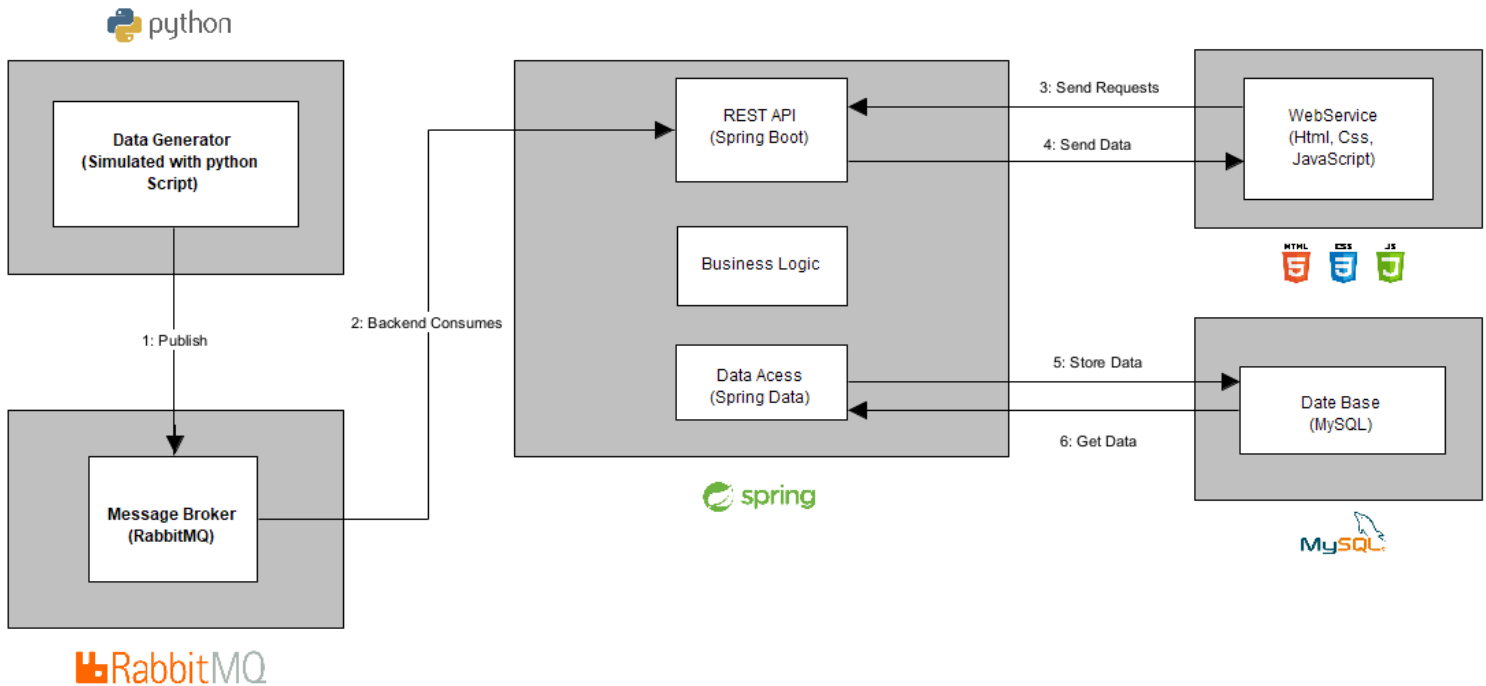 python
Data Generator
(Simulated with python
Script)
1: Publish
Message Broker
(RabbitMQ)
RabbitMQ
2: Backend Consumes
REST API
(Spring Boot)
Business Logic
Data Acess
(Spring Data)
spring
3: Send Requests
4: Send Data
WebService
(Html, Css,
JavaScript)
HTML CSS JS
5 3 J
5: Store Data
6: Get Data
Date Base
(MySQL)
MySQL